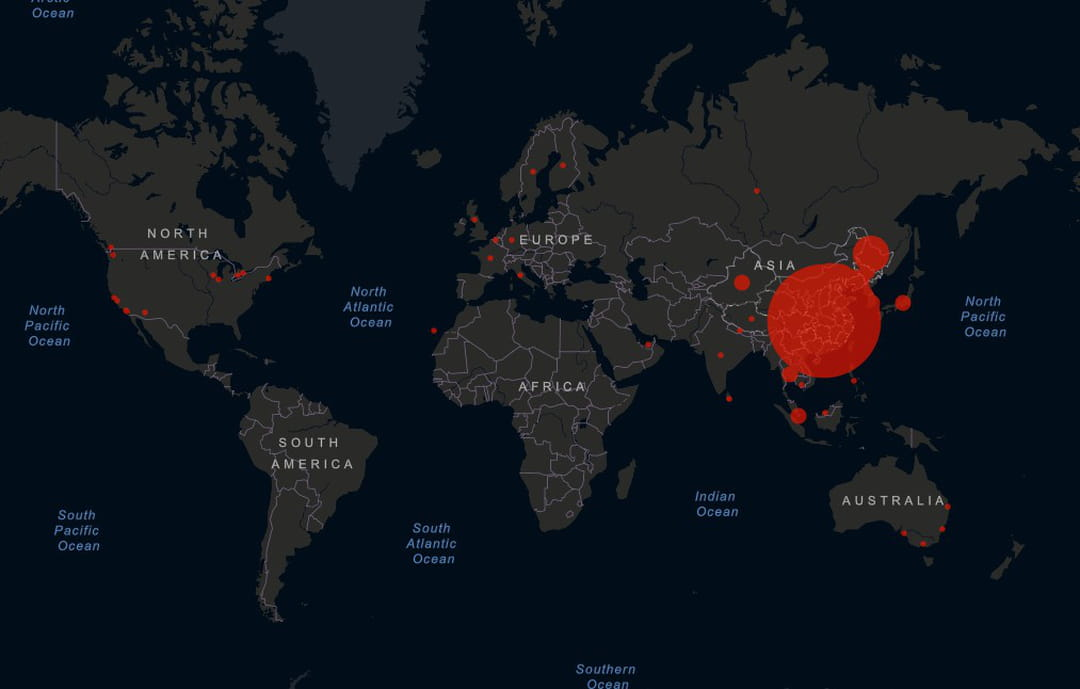 Arctic
Ocean
NORTH
AMERICA
EUROPE
ASIA
North
Pacific
Ocean
North
Atlantic
Ocean
North
Pacific
Ocean
AFRICA
SOUTH
AMERICA
Indian
Ocean
AUSTRALIA
South
Pacific
Ocean
South
Atlantic
Ocean
Southern
Ocean